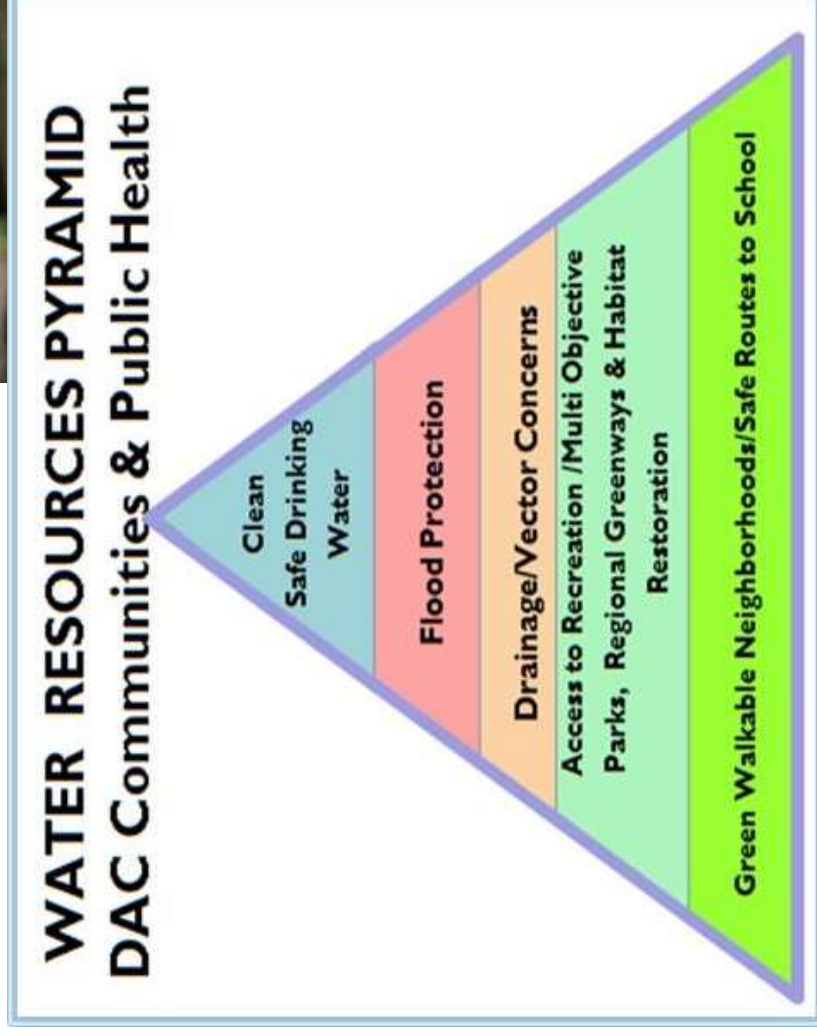 WATER RESOURCES PYRAMID
DAC Communities & Public Health
Clean
Safe Drinking
Water
Flood Protection
Drainage/Vector Concerns
Access to Recreation /Multi Objective
Parks, Regional Greenways & Habitat
Restoration
Green Walkable Neighborhoods/Safe Routes to School